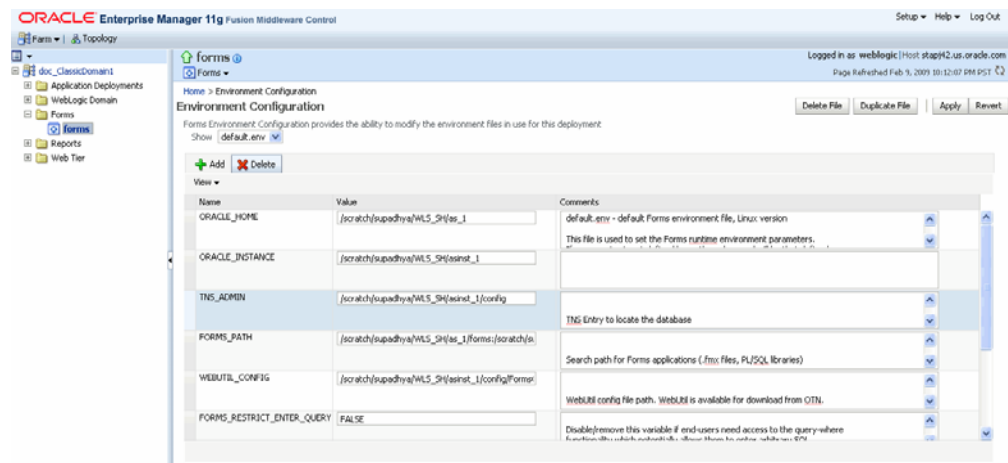 ORACLE Enterprise Manager 11g Fusion Middleware Control
Setup Help Log Out
Farm Topology
doc_ClassicDomain1
Application Deployments
WebLogic Domain
Forms
forms
Reports
Web Tier
forms
Forms
Logged in as weblogic|Host stapj42.us.oracle.com
Page Refreshed Feb 9, 2009 10:12:07 PM PST
Home > Environment Configuration
Environment Configuration
Delete File Duplicate File Apply Revert
Forms Environment Configuration provides the ability to modify the environment files in use for this deployment
Show default.env
Add Delete
View
Name Value Comments
ORACLE_HOME /scratch/supadhya/WLS_SH/as_1 default.env - default Forms environment file, Linux version
This file is used to set the Forms runtime environment parameters.
ORACLE_INSTANCE /scratch/supadhya/WLS_SH/asinst_1
TNS_ADMIN /scratch/supadhya/WLS_SH/asinst_1/config
TNS Entry to locate the database
FORMS_PATH /scratch/supadhya/WLS_SH/as_1/forms:/scratch/su
Search path for Forms applications (.fmx files, PL/SQL libraries)
WEBUTIL_CONFIG /scratch/supadhya/WLS_SH/asinst_1/config/Forms
WebUtil config file path. WebUtil is available for download from OTN.
FORMS_RESTRICT_ENTER_QUERY FALSE
Disable/remove this variable if end-users need access to the query-where
functionality which potentially allows them to enter arbitrary SQL